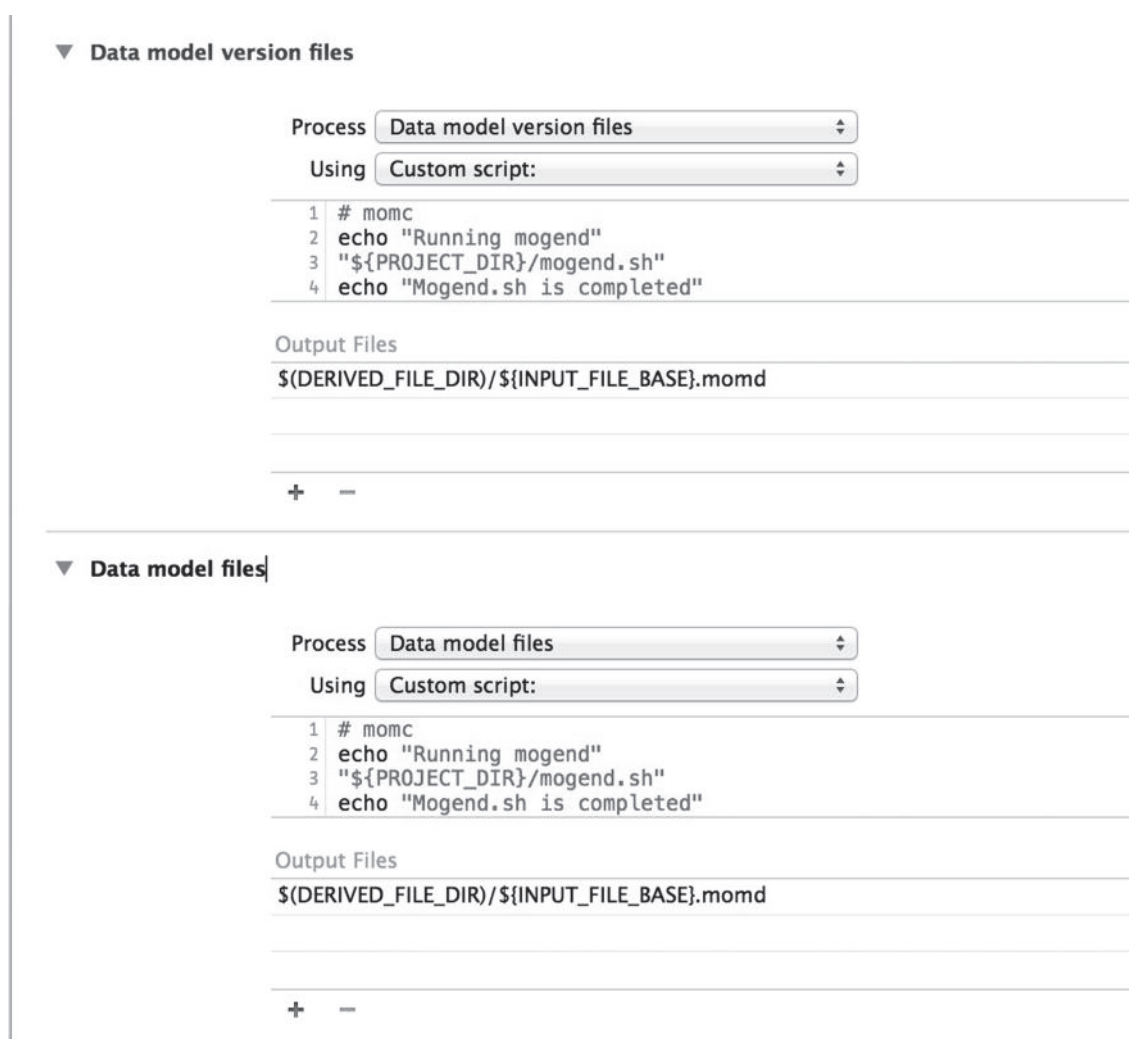 Data model version files
Process Data model version files
Using Custom script:
1 # momc
2 echo "Running mogend"
3 "${PROJECT_DIR}/mogend.sh"
4 echo "Mogend.sh is completed"
Output Files
$(DERIVED_FILE_DIR)/${INPUT_FILE_BASE}.momd
Data model files
Process Data model files
Using Custom script:
1 # momc
2 echo "Running mogend"
3 "${PROJECT_DIR}/mogend.sh"
4 echo "Mogend.sh is completed"
Output Files
$(DERIVED_FILE_DIR)/${INPUT_FILE_BASE}.momd